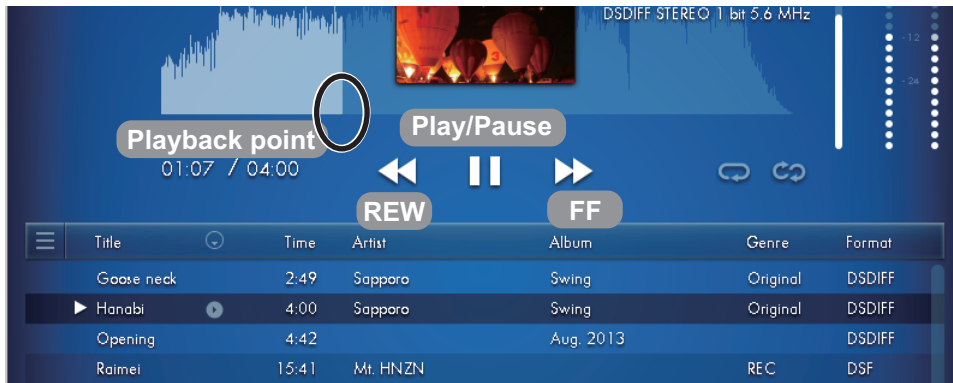 DSDIFF STEREO 1 bit 5.6 MHz
-12
-24
Playback point
Play/Pause
01:07 / 04:00
REW
FF
Title Time Artist Album Genre Format
Goose neck 2:49 Sapporo Swing Original DSDIFF
Hanabi 4:00 Sapporo Swing Original DSDIFF
Opening 4:42 Aug. 2013 DSDIFF
Raimei 15:41 Mt. HNZN REC DSF